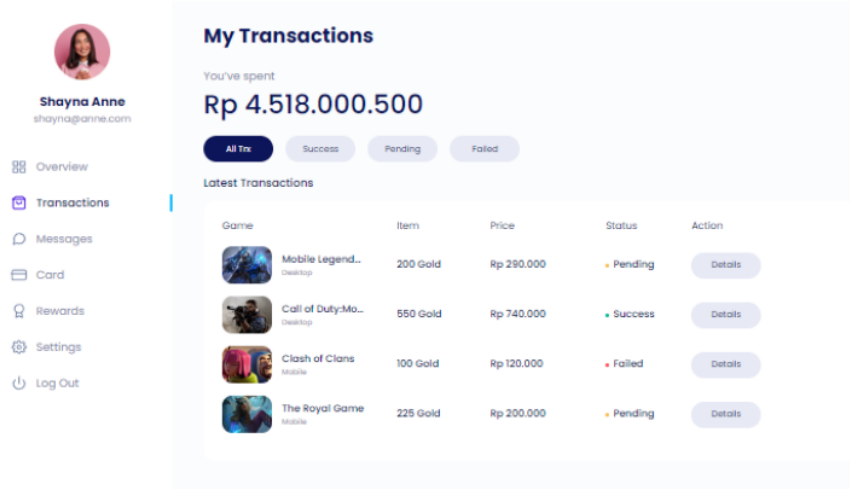 Shayna Anne
shayna@anne.com
Overview
Transactions
Messages
Card
Rewards
Settings
Log Out
My Transactions
You've spent
Rp 4.518.000.500
All Trx Success Pending Failed
Latest Transactions
Game Item Price Status Action
Mobile Legend... 200 Gold Rp 290.000 Pending Details
Desktop
Call of Duty:Mo... 550 Gold Rp 740.000 Success Details
Desktop
Clash of Clans 100 Gold Rp 120.000 Failed Details
Mobile
The Royal Game 225 Gold Rp 200.000 Pending Details
Mobile